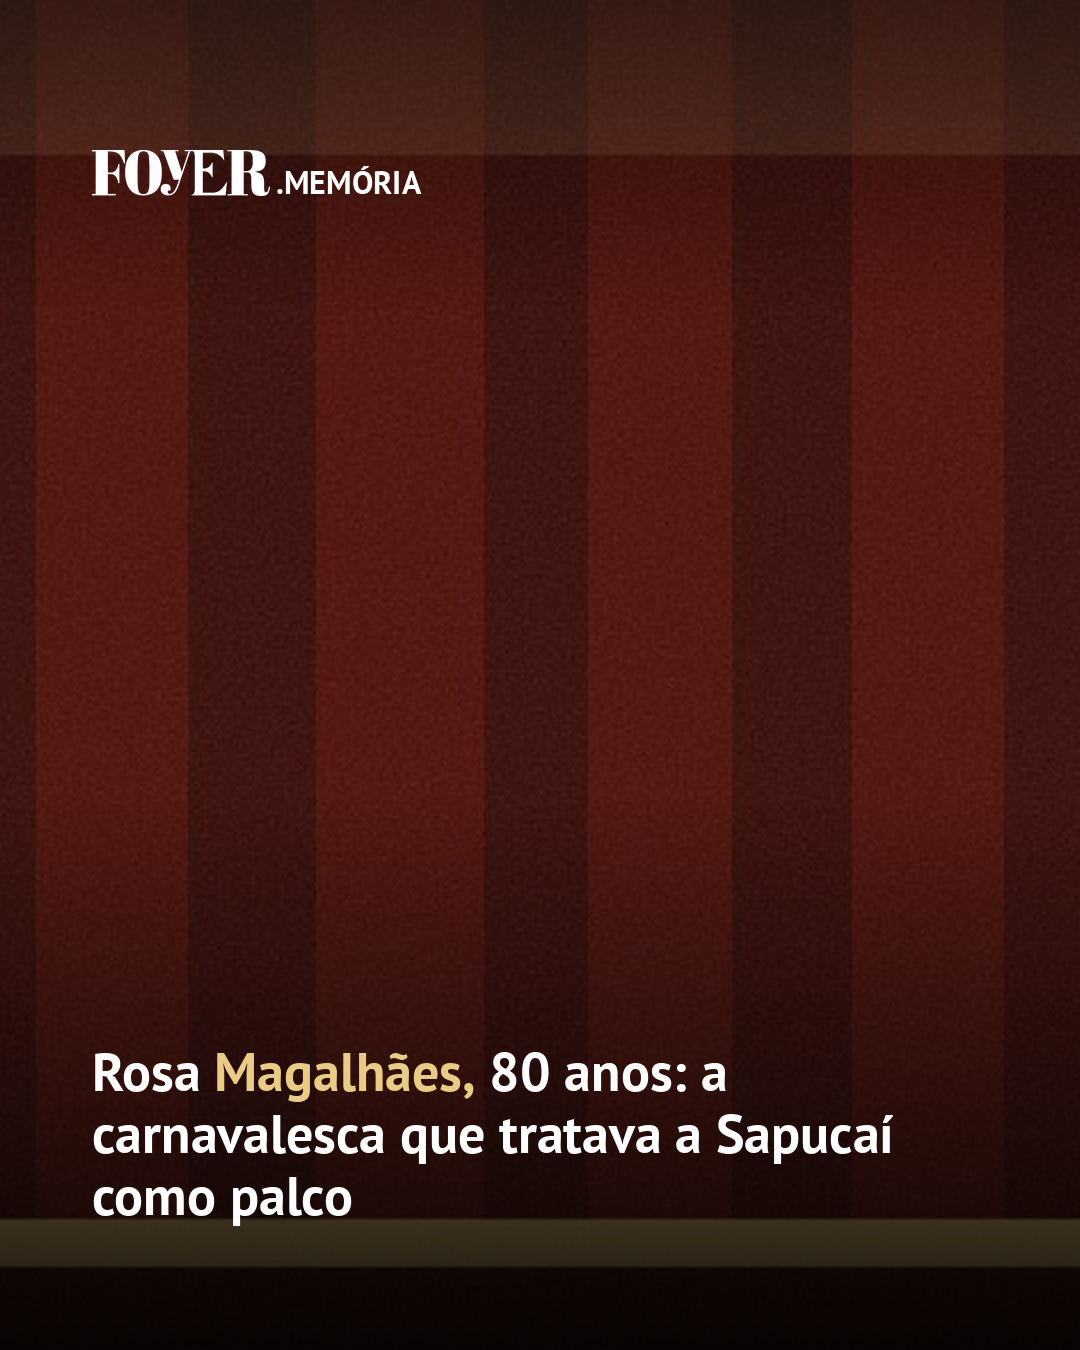 FOYER .MEMÓRIA
Rosa Magalhães, 80 anos: a
carnavalesca que tratava a Sapucaí
como palco